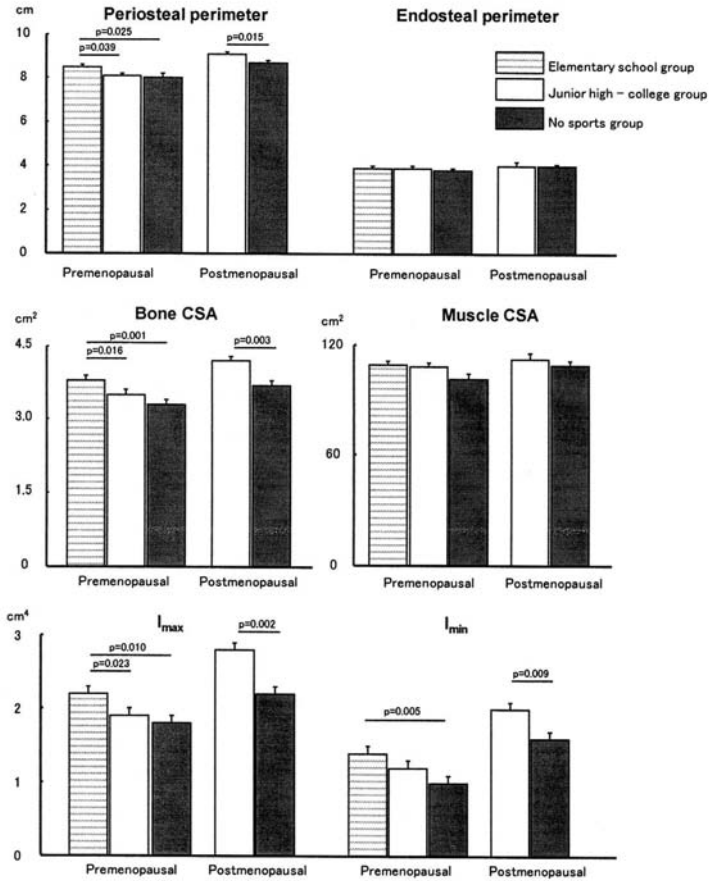 cm
Periosteal perimeter
Endosteal perimeter
p=0.025
p=0.039
p=0.015
10
8
6
4
2
0
Elementary school group
Junior high – college group
No sports group
Premenopausal
Postmenopausal
Premenopausal
Postmenopausal
cm2
Bone CSA
cm2
Muscle CSA
4.5
3.0
1.5
0
p=0.001
p=0.016
p=0.003
120
60
0
Premenopausal
Postmenopausal
Premenopausal
Postmenopausal
cm4
Imax
Imin
3
2
1
0
p=0.010
p=0.023
p=0.002
p=0.005
p=0.009
Premenopausal
Postmenopausal
Premenopausal
Postmenopausal